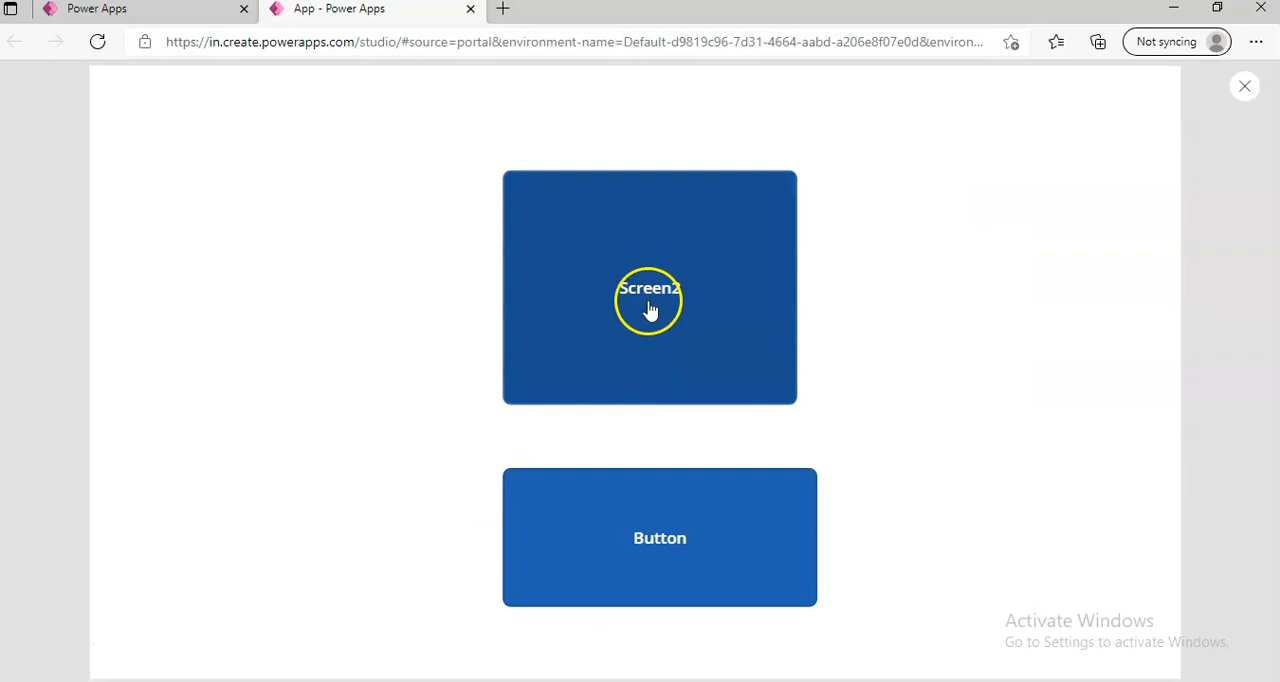 Power Apps
App - Power Apps
https://in.create.powerapps.com/studio/#source=portal&environment-name=Default-d9819c96-7d31-4664-aabd-a206e8f07e0d&environ...
Not syncing
Screen2
Button
Activate Windows
Go to Settings to activate Windows.